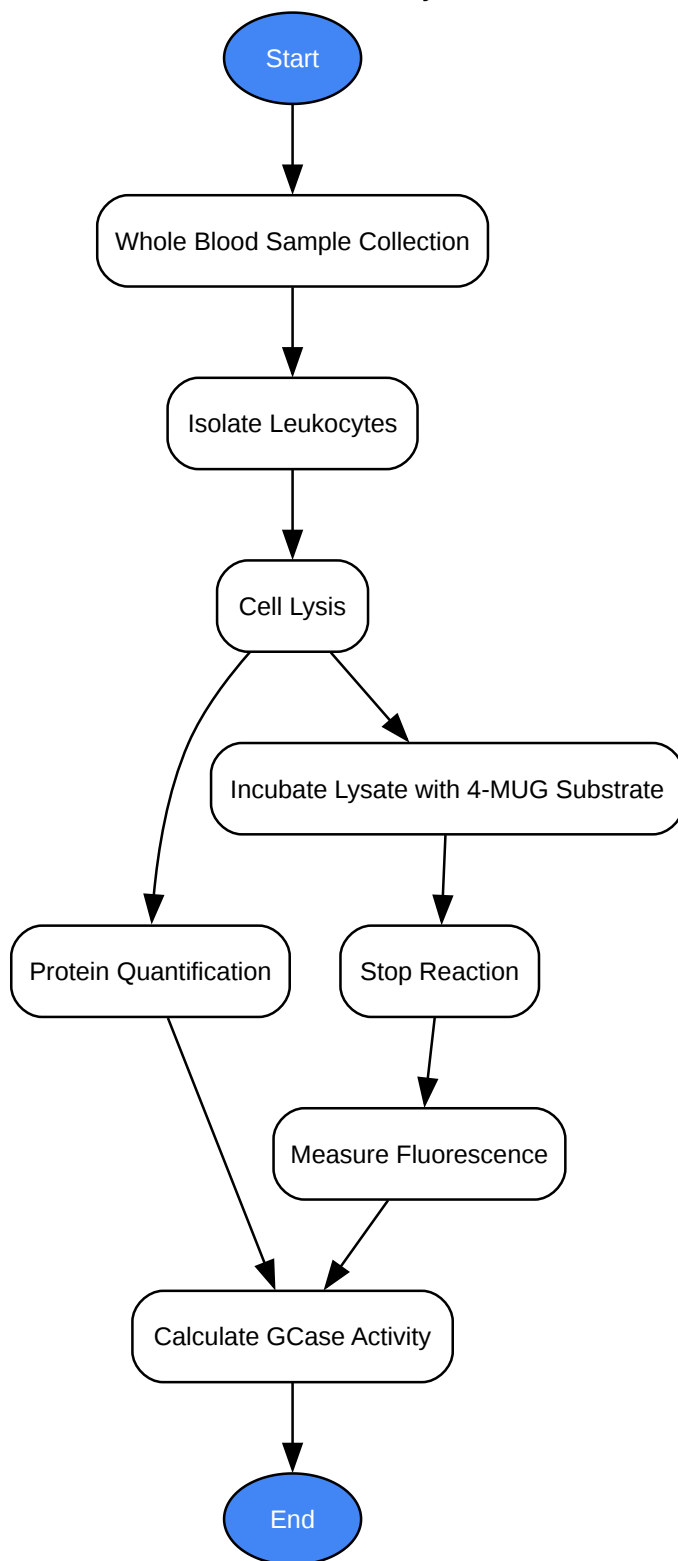 Start
Whole Blood Sample Collection
Isolate Leukocytes
Cell Lysis
Incubate Lysate with 4-MUG Substrate
Protein Quantification
Stop Reaction
Measure Fluorescence
Calculate GCase Activity
End